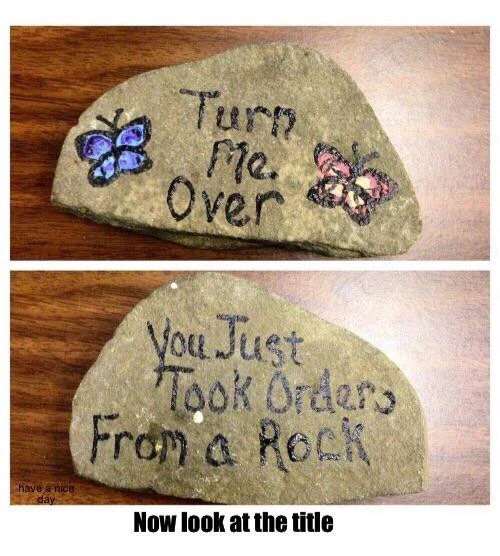 Turn
Me
Over
You Just
Took Orders
From a Rock
have a nice
day
Now look at the title